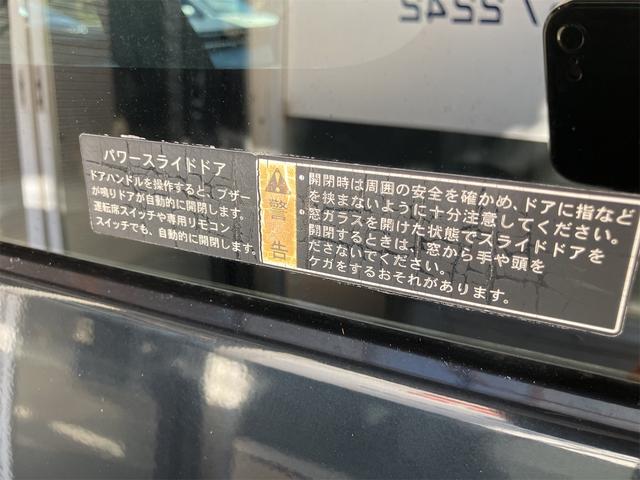 パワースライドドア
ドアハンドルを操作すると、ブザー
が鳴りドアが自動的に開閉します。
運転席スイッチや専用リモコン
スイッチでも、自動的に開閉します。
警告
・開閉時は周囲の安全を確かめ、ドアに指など
を挟まないように十分注意してください。
・窓ガラスを開けた状態でスライドドアを
開閉するときは、窓から手や頭を
ださないでください。
ケガをするおそれがあります。
2242